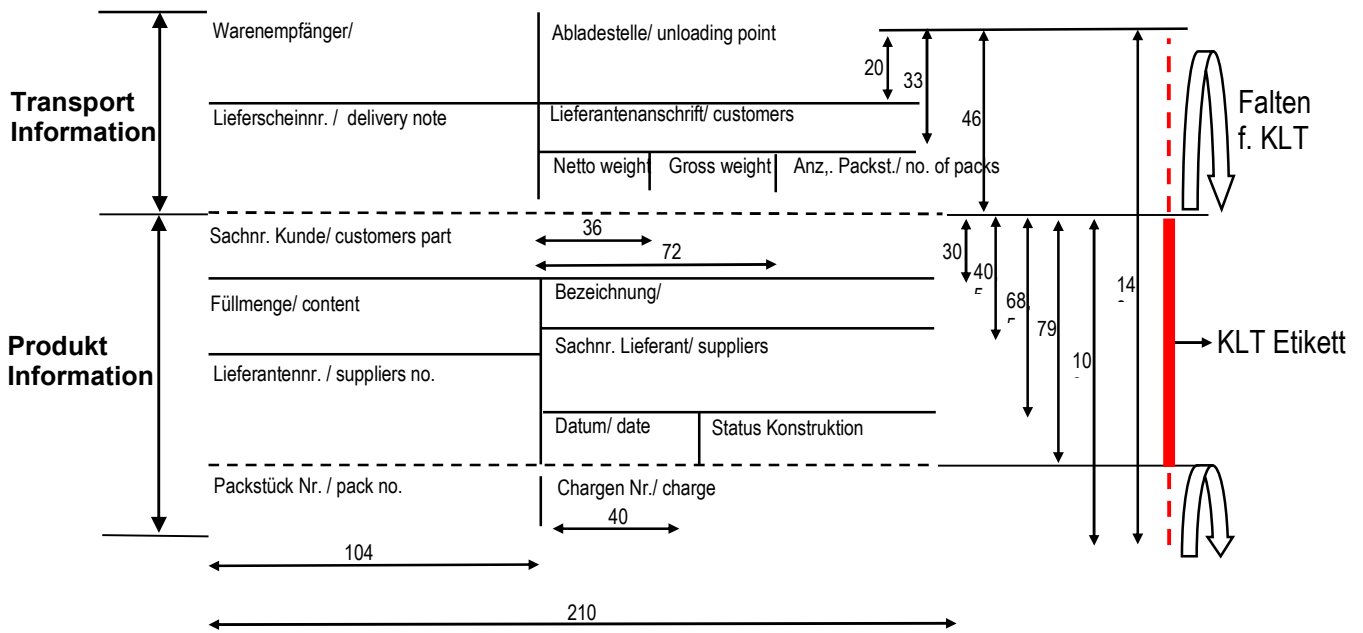 Warenempfänger/
Abladestelle/ unloading point
20
33
46
Transport
Information
Lieferscheinnr. / delivery note
Lieferantenanschrift/ customers
Falten
f. KLT
Netto weight
Gross weight
Anz,. Packst./ no of packs
Sachnr. Kunde/ customers part
36
72
30
40,
68,
79
10
14
Füllmenge/ content
Bezeichnung/
Produkt
Information
Sachnr. Lieferant/ suppliers
KLT Etikett
Lieferantennr. / suppliers no.
Datum/ date
Status Konstruktion
Packstück Nr. / pack no.
Chargen Nr./ charge
40
104
210